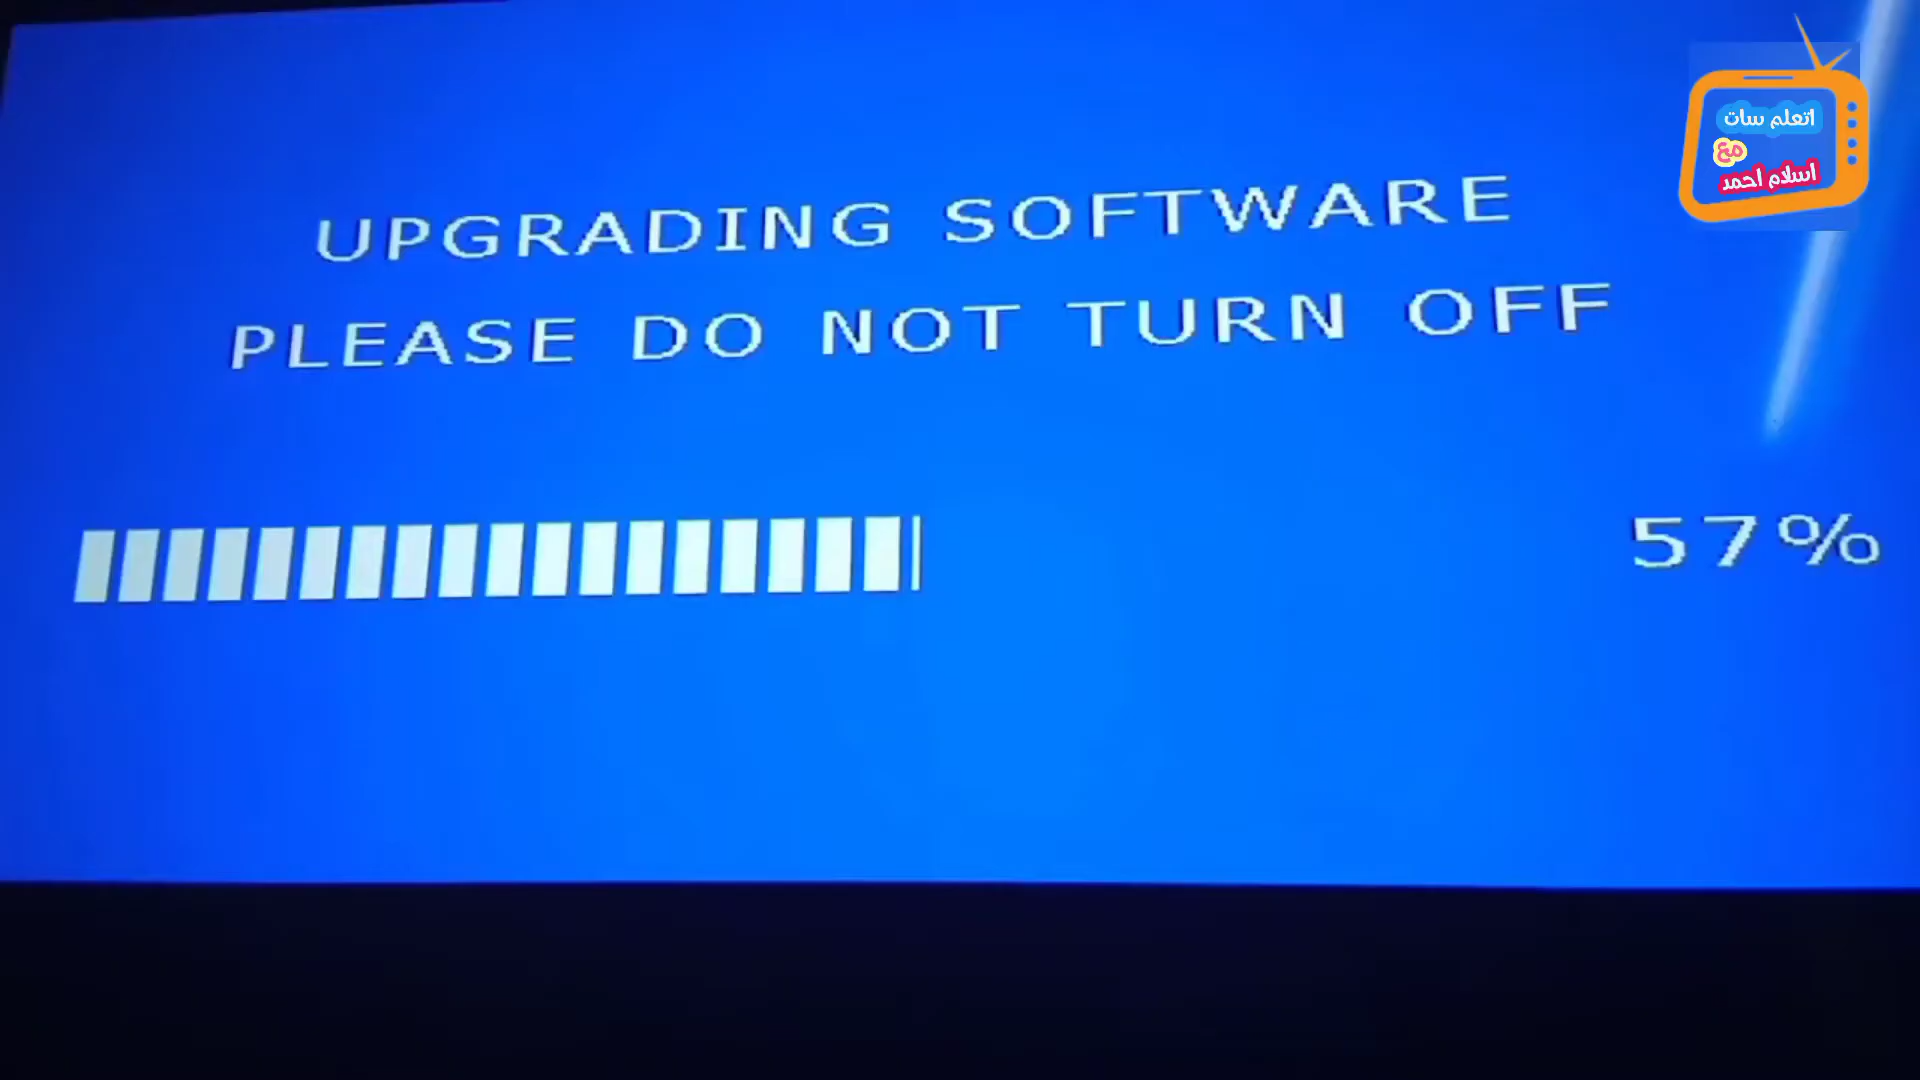 UPGRADING SOFTWARE
PLEASE DO NOT TURN OFF
57%
اتعلم سات
مع
اسلام احمد